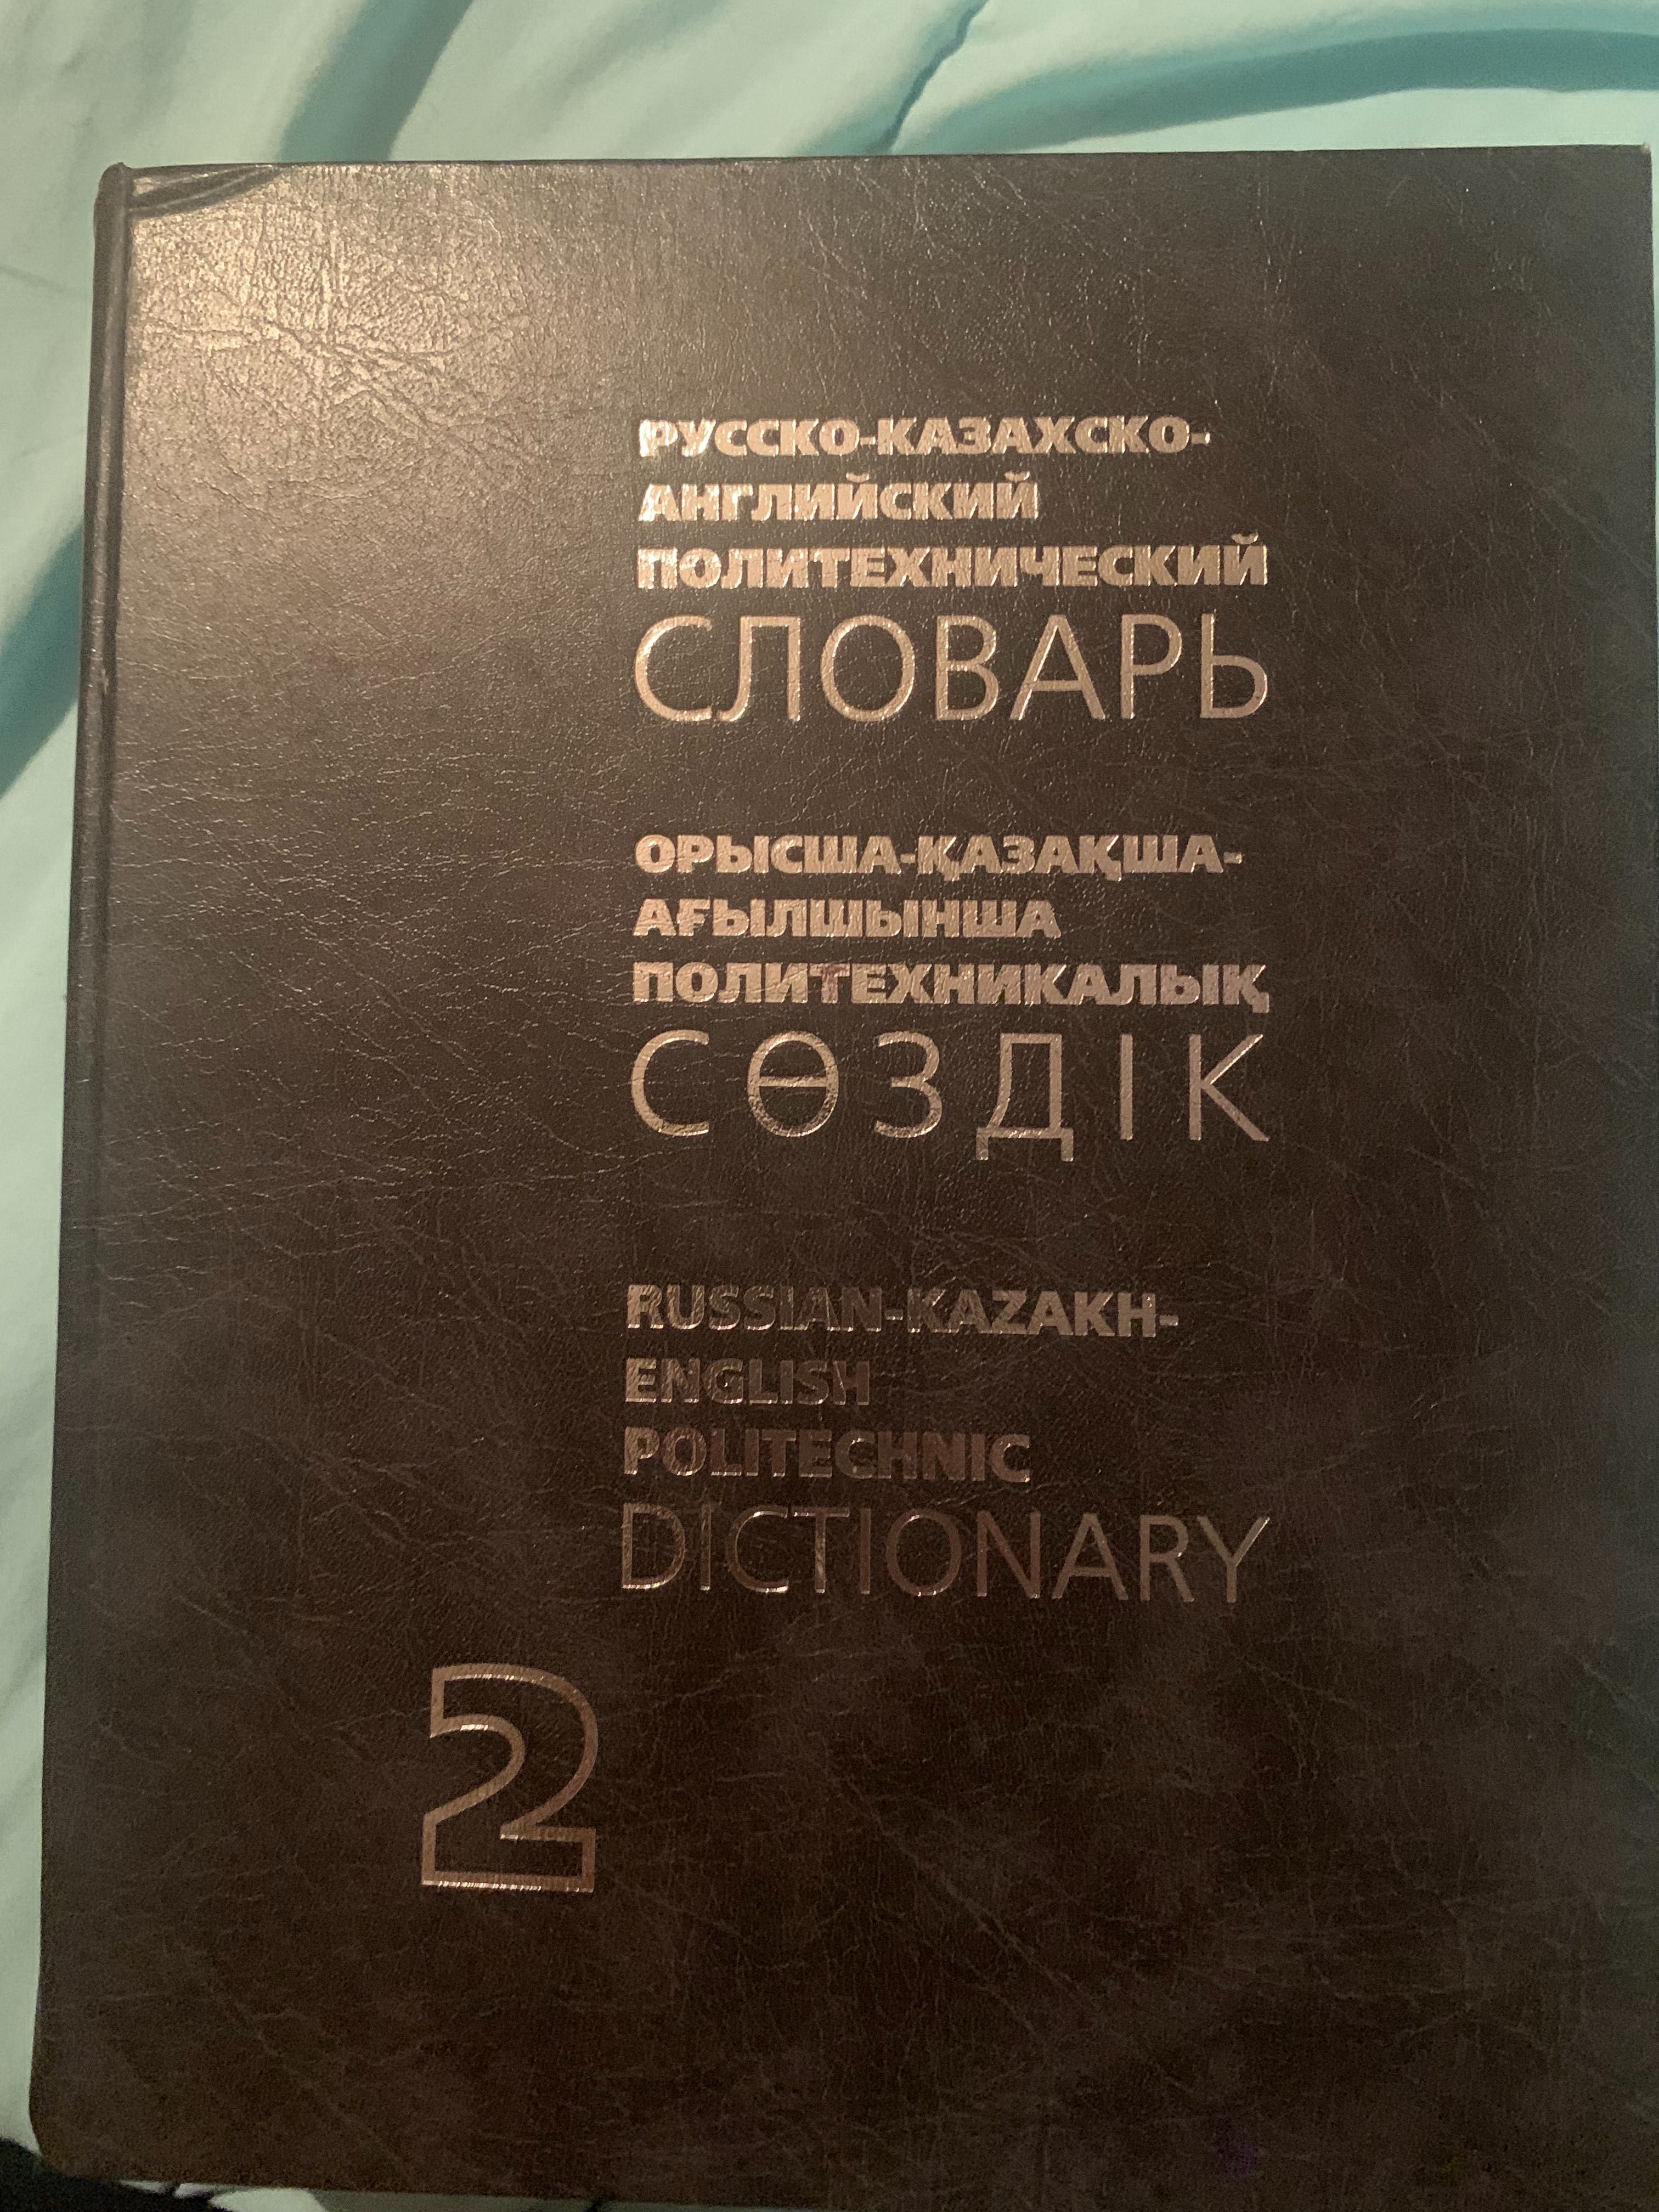 РУССКО-КАЗАХСКО-
АНГЛИЙСКИЙ
ПОЛИТЕХНИЧЕСКИЙ
СЛОВАРЬ
ОРЫСША-ҚАЗАҚША-
АҒЫЛШЫНША
ПОЛИТЕХНИКАЛЫҚ
СӨЗДІК
RUSSIAN-KAZAKH-
ENGLISH
POLITECHNIC
DICTIONARY
2